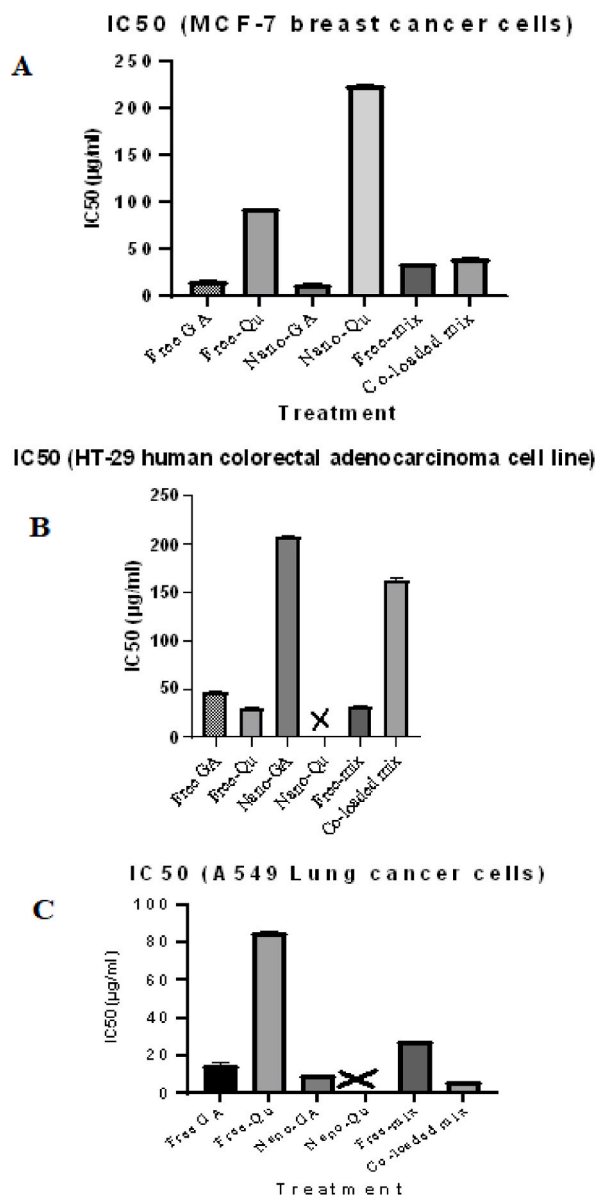 IC50 (MCF-7 breast cancer cells)
A
250
200
150
100
50
0
IC50 (µg/ml)
Free GA
Free-Qu
Nano-GA
Nano-Qu
Free-mix
Co-loaded mix
Treatment
IC50 (HT-29 human colorectal adenocarcinoma cell line)
B
250
200
150
100
50
0
IC50 (µg/ml)
Free GA
Free-Qu
Nano-GA
Nano-Qu
Free-mix
Co-loaded mix
IC50 (A549 Lung cancer cells)
C
100
80
60
40
20
0
IC50 (µg/ml)
Free GA
Free-Qu
Nano-GA
Nano-Qu
Free-mix
Co-loaded mix
Treatment